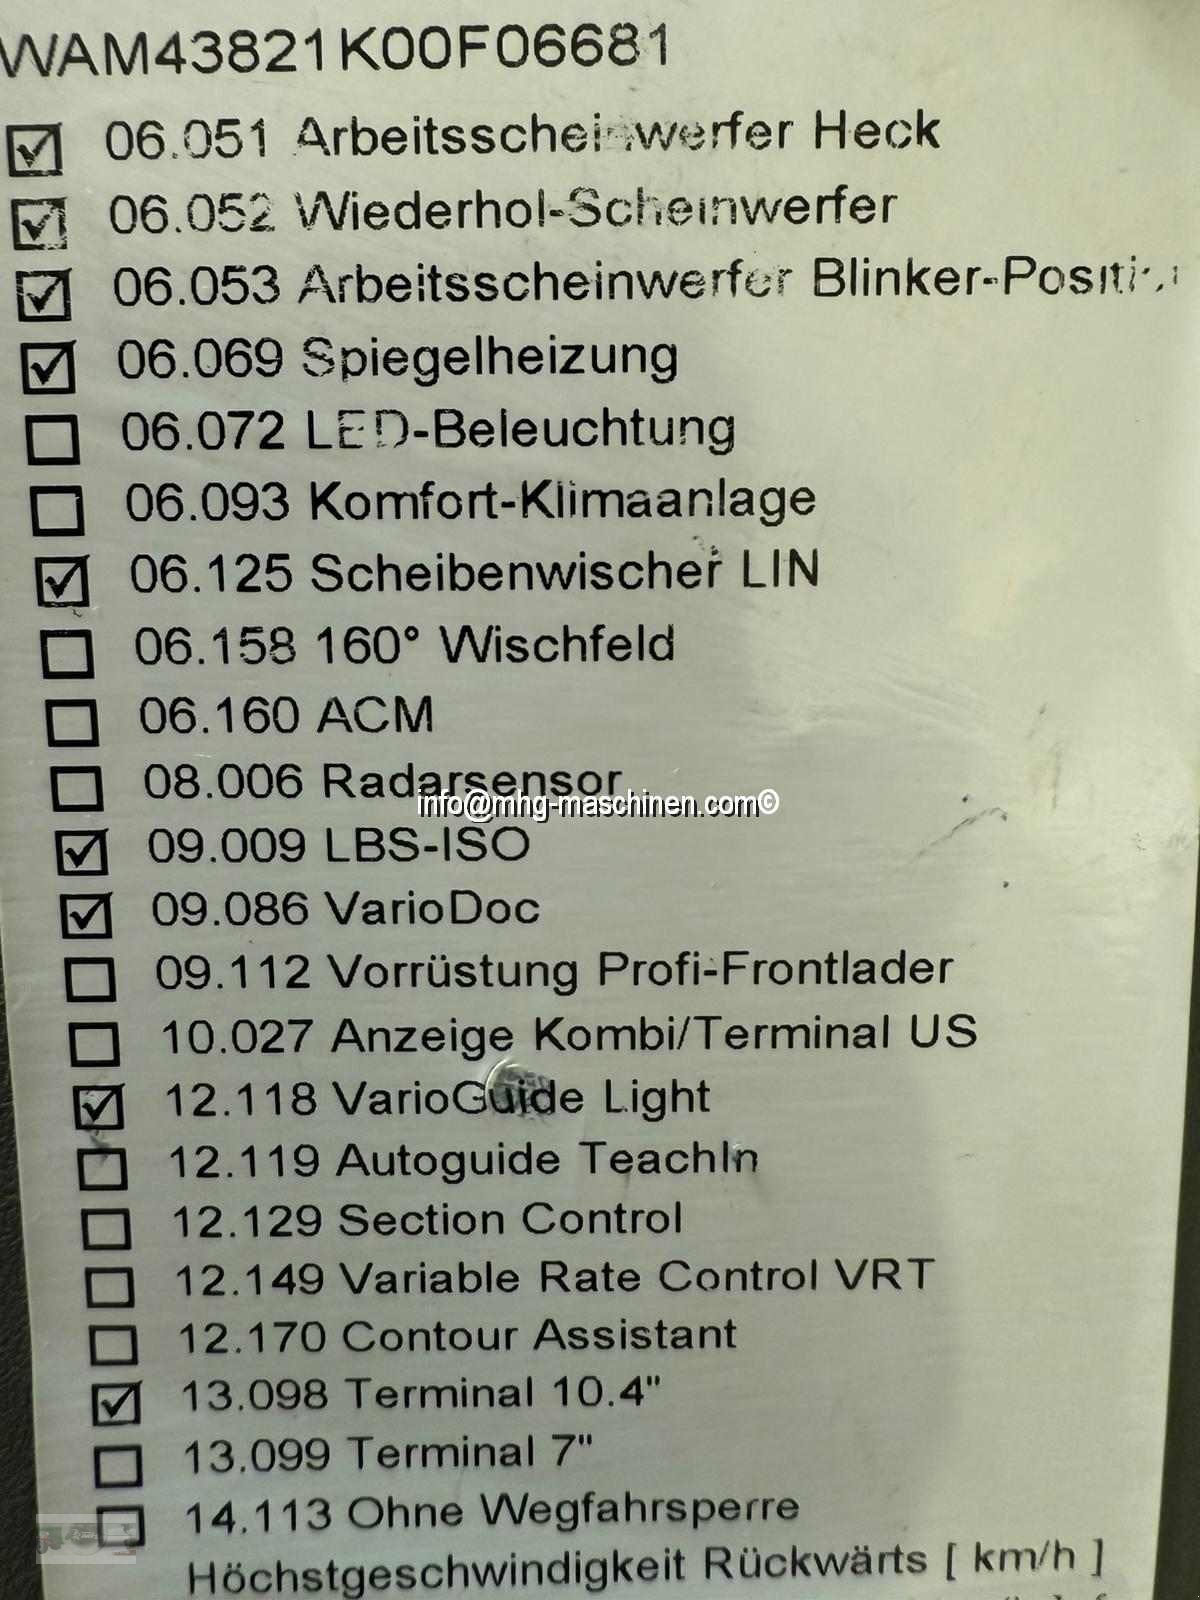 WAM43821K00F06681
☑ 06.051 Arbeitsscheinwerfer Heck
☑ 06.052 Wiederhol-Scheinwerfer
☑ 06.053 Arbeitsscheinwerfer Blinker-Position
☑ 06.069 Spiegelheizung
☐ 06.072 LED-Beleuchtung
☐ 06.093 Komfort-Klimaanlage
☑ 06.125 Scheibenwischer LIN
☐ 06.158 160° Wischfeld
☐ 06.160 ACM
☐ 08.006 Radarsensor
info@mhg-maschinen.com©
☑ 09.009 LBS-ISO
☑ 09.086 VarioDoc
☐ 09.112 Vorrüstung Profi-Frontlader
☐ 10.027 Anzeige Kombi/Terminal US
☑ 12.118 VarioGuide Light
☐ 12.119 Autoguide TeachIn
☐ 12.129 Section Control
☐ 12.149 Variable Rate Control VRT
☐ 12.170 Contour Assistant
☑ 13.098 Terminal 10.4"
☐ 13.099 Terminal 7"
☐ 14.113 Ohne Wegfahrsperre
Höchstgeschwindigkeit Rückwärts [ km/h ]